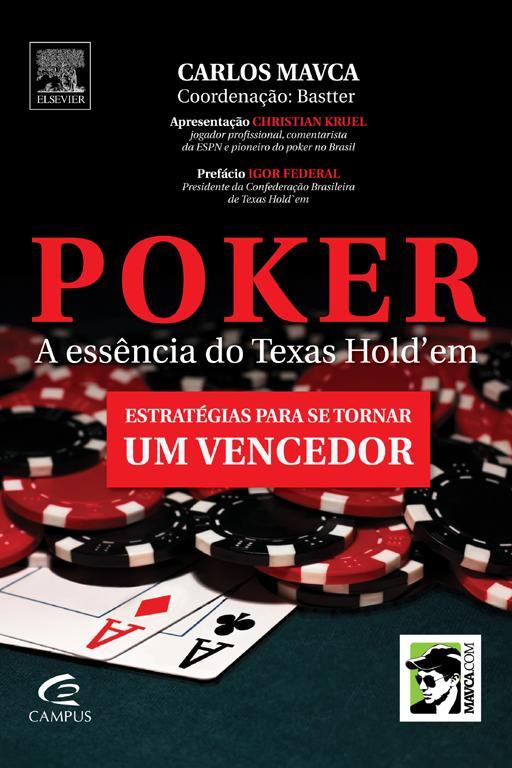 ELSEVIER
CARLOS MAVCA
Coordenação: Bastter
Apresentação CHRISTIAN KRUEL
jogador profissional, comentarista
da ESPN e pioneiro do poker no Brasil
Prefácio IGOR FEDERAL
Presidente da Confederação Brasileira
de Texas Hold`em
POKER
A essência do Texas Hold'em
ESTRATÉGIAS PARA SE TORNAR
UM VENCEDOR
A
A
CAMPUS
MAVCA.COM